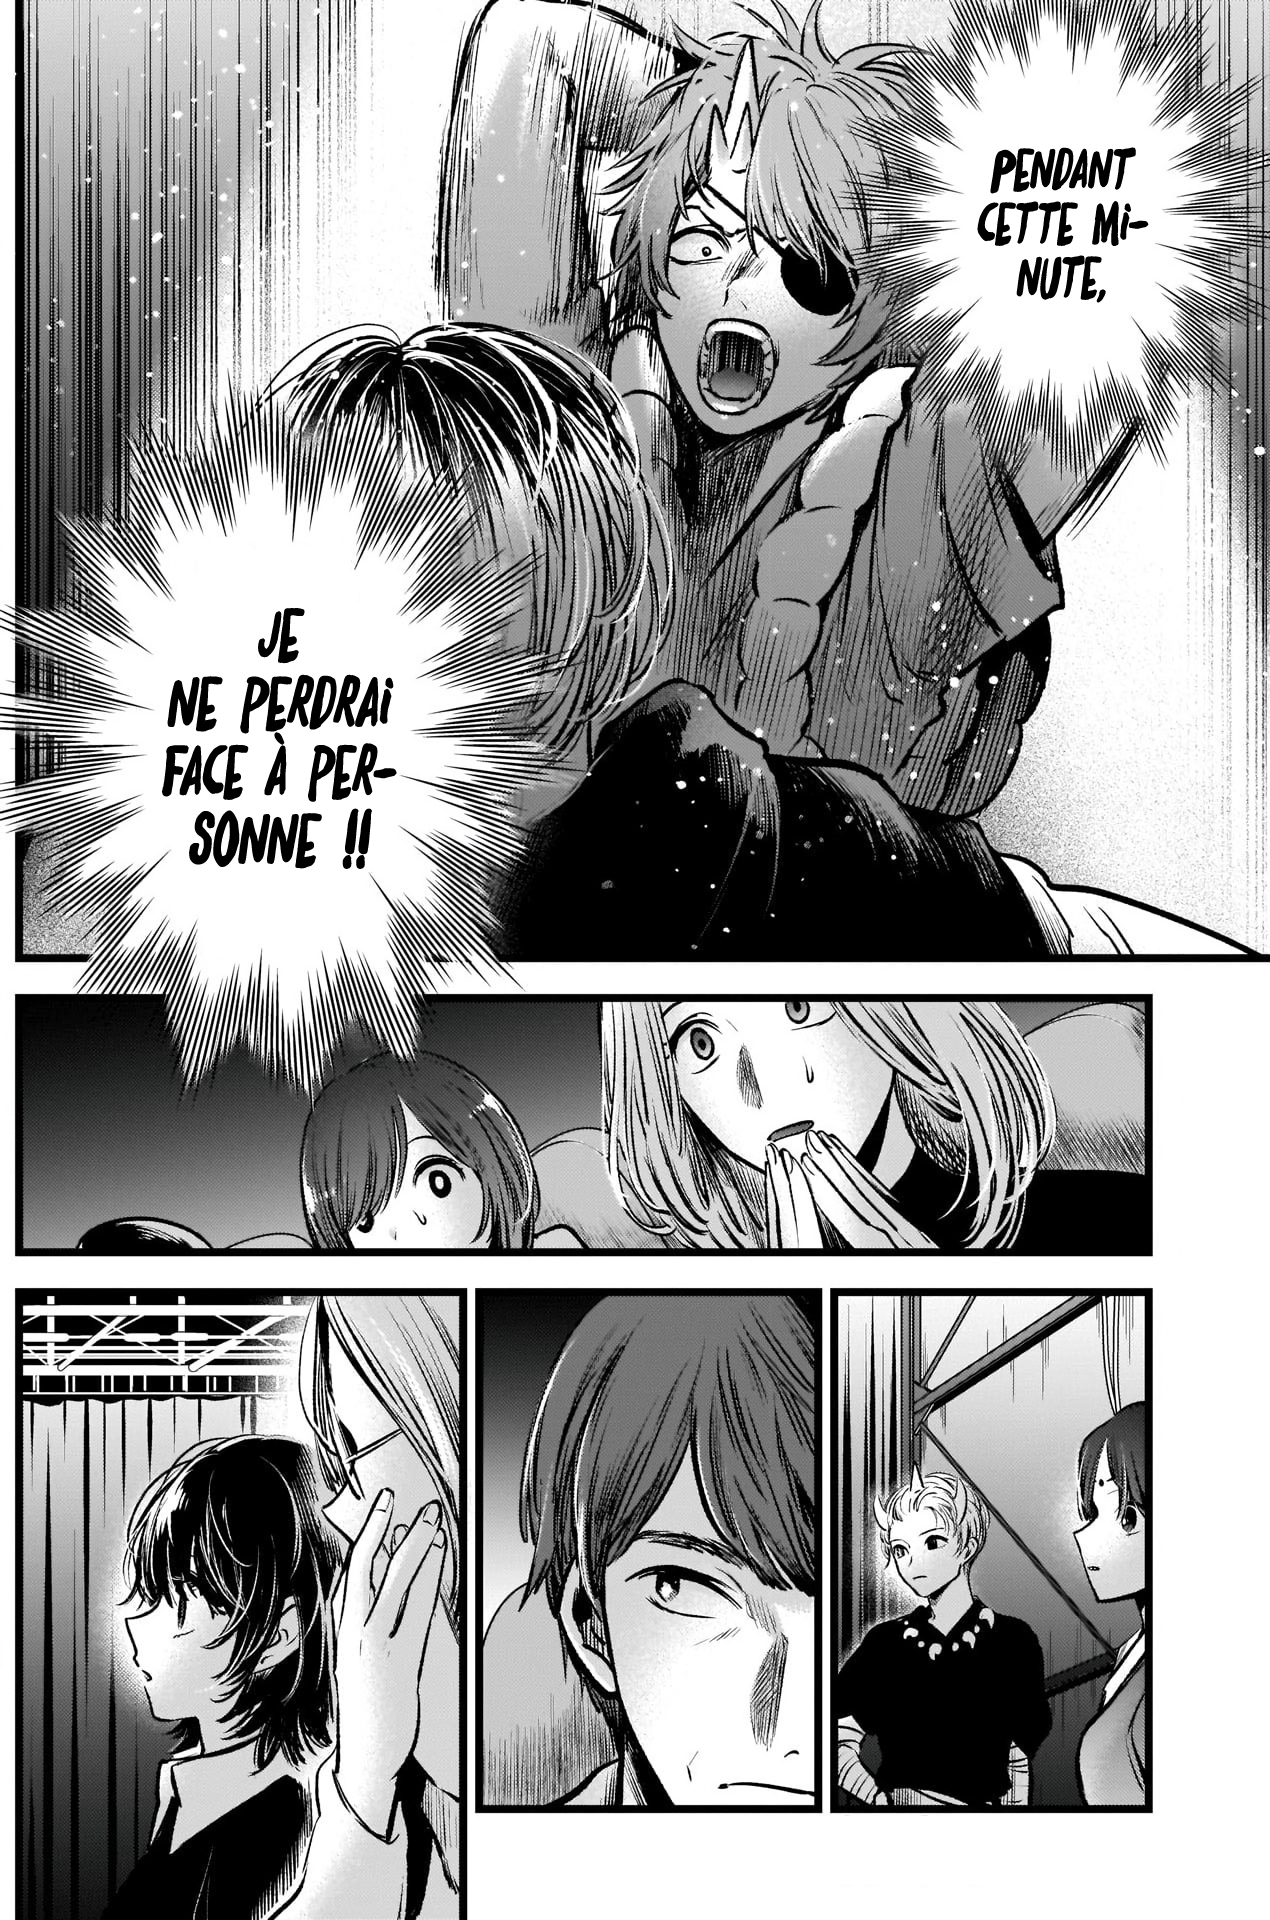 PENDANT
CETTE MI-
NUTE,
JE
NE PERDRAI
FACE À PER-
SONNE !!